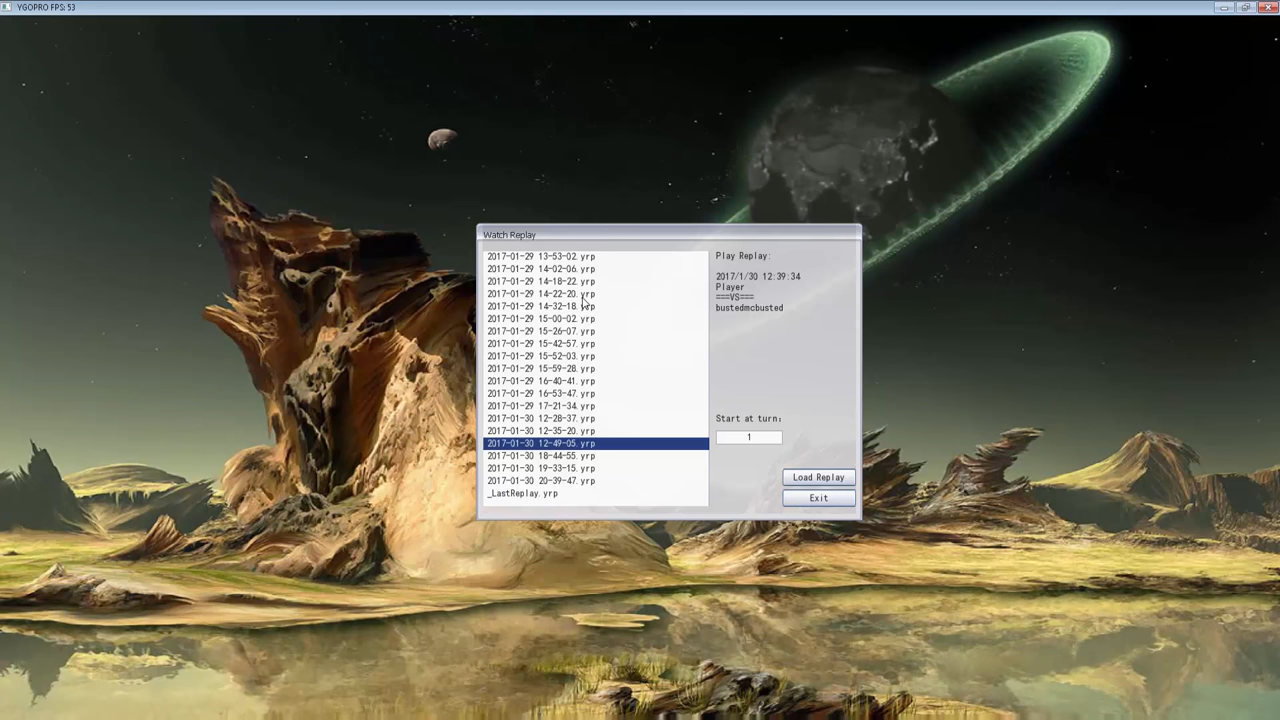 YGOPRO FPS: 53
Watch Replay
2017-01-29 13-53-02.yrp
2017-01-29 14-02-06.yrp
2017-01-29 14-18-22.yrp
2017-01-29 14-22-20.yrp
2017-01-29 14-32-18.yrp
2017-01-29 15-00-02.yrp
2017-01-29 15-26-07.yrp
2017-01-29 15-42-57.yrp
2017-01-29 15-52-03.yrp
2017-01-29 15-59-28.yrp
2017-01-29 16-40-41.yrp
2017-01-29 16-53-47.yrp
2017-01-29 17-21-34.yrp
2017-01-30 12-28-37.yrp
2017-01-30 12-35-20.yrp
2017-01-30 12-49-05.yrp
2017-01-30 18-44-55.yrp
2017-01-30 19-33-15.yrp
2017-01-30 20-39-47.yrp
_LastReplay.yrp
Play Replay:
2017/1/30 12:39:34
Player
===VS===
bustedmcbusted
Start at turn:
1
Load Replay
Exit